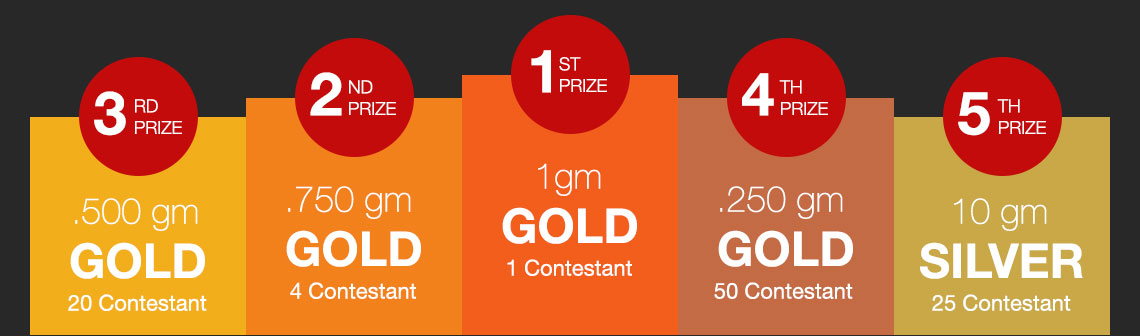 3 RD
PRIZE
.500 gm
GOLD
20 Contestant
2 ND
PRIZE
.750 gm
GOLD
4 Contestant
1 ST
PRIZE
1gm
GOLD
1 Contestant
4 TH
PRIZE
.250 gm
GOLD
50 Contestant
5 TH
PRIZE
10 gm
SILVER
25 Contestant